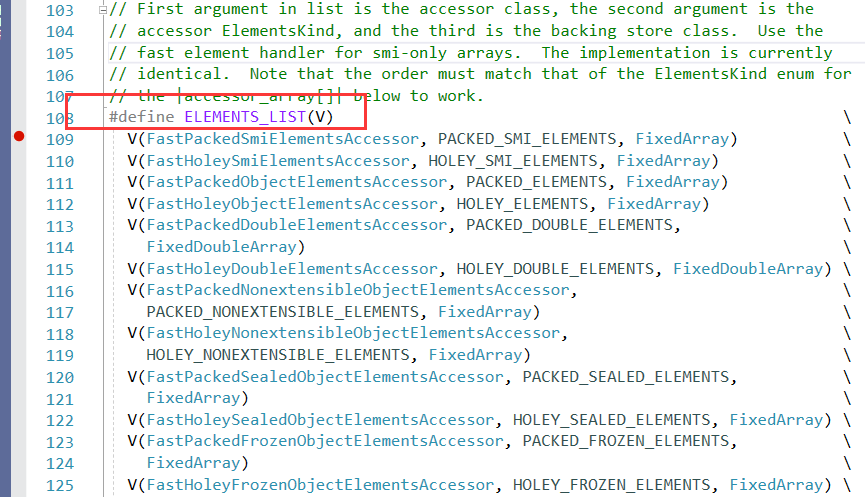 103 // First argument in list is the accessor class, the second argument is the
104 // accessor ElementsKind, and the third is the backing store class.  Use the
105 // fast element handler for smi-only arrays.  The implementation is currently
106 // identical.  Note that the order must match that of the ElementsKind enum for
107 // the |accessor_array[]| below to work.
108 #define ELEMENTS_LIST(V) \
109 V(FastPackedSmiElementsAccessor, PACKED_SMI_ELEMENTS, FixedArray) \
110 V(FastHoleySmiElementsAccessor, HOLEY_SMI_ELEMENTS, FixedArray) \
111 V(FastPackedObjectElementsAccessor, PACKED_ELEMENTS, FixedArray) \
112 V(FastHoleyObjectElementsAccessor, HOLEY_ELEMENTS, FixedArray) \
113 V(FastPackedDoubleElementsAccessor, PACKED_DOUBLE_ELEMENTS, \
114 FixedDoubleArray) \
115 V(FastHoleyDoubleElementsAccessor, HOLEY_DOUBLE_ELEMENTS, FixedDoubleArray) \
116 V(FastPackedNonextensibleObjectElementsAccessor, \
117 PACKED_NONEXTENSIBLE_ELEMENTS, FixedArray) \
118 V(FastHoleyNonextensibleObjectElementsAccessor, \
119 HOLEY_NONEXTENSIBLE_ELEMENTS, FixedArray) \
120 V(FastPackedSealedObjectElementsAccessor, PACKED_SEALED_ELEMENTS, \
121 FixedArray) \
122 V(FastHoleySealedObjectElementsAccessor, HOLEY_SEALED_ELEMENTS, FixedArray) \
123 V(FastPackedFrozenObjectElementsAccessor, PACKED_FROZEN_ELEMENTS, \
124 FixedArray) \
125 V(FastHoleyFrozenObjectElementsAccessor, HOLEY_FROZEN_ELEMENTS, FixedArray) \